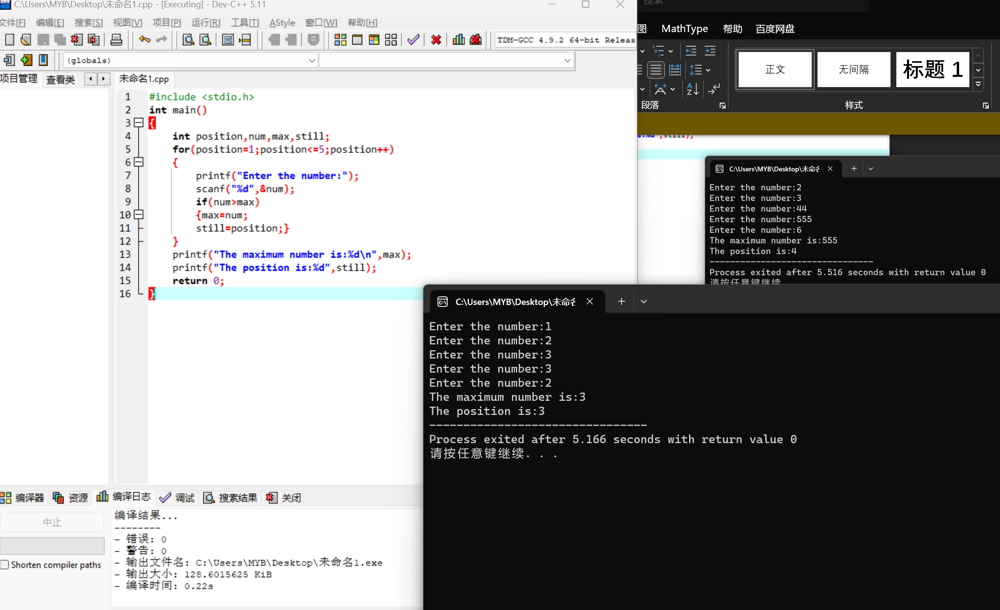 C:\Users\MYB\Desktop\未命名1.cpp - [Executing] - Dev-C++ 5.11
文件[F] 编辑[E] 搜索[S] 视图[V] 项目[P] 运行[R] 工具[T] AStyle 窗口[W] 帮助[H]
TDM-GCC 4.9.2 64-bit Releas
(globals)
项目管理 查看类 未命名1.cpp
1 #include <stdio.h>
2 int main()
3 {
4 int position,num,max,still;
5 for(position=1;position<=5;position++)
6 {
7 printf("Enter the number:");
8 scanf("%d",&num);
9 if(num>max)
10 {max=num;
11 still=position;}
12 }
13 printf("The maximum number is:%d\n",max);
14 printf("The position is:%d",still);
15 return 0;
16 }
编译器 资源 编译日志 调试 搜索结果 关闭
中止
Shorten compiler paths
编译结果...
--------
- 错误: 0
- 警告: 0
- 输出文件名: C:\Users\MYB\Desktop\未命名1.exe
- 输出大小: 128.6015625 KiB
- 编译时间: 0.22s
搜索
图 MathType 帮助 百度网盘
正文 无间隔 标题 1
段落 样式
s:%d",still);
C:\Users\MYB\Desktop\未命名
Enter the number:2
Enter the number:3
Enter the number:44
Enter the number:555
Enter the number:6
The maximum number is:555
The position is:4
--------------------------------
Process exited after 5.516 seconds with return value 0
请按任意键继续
C:\Users\MYB\Desktop\未命名
Enter the number:1
Enter the number:2
Enter the number:3
Enter the number:3
Enter the number:2
The maximum number is:3
The position is:3
--------------------------------
Process exited after 5.166 seconds with return value 0
请按任意键继续. . .